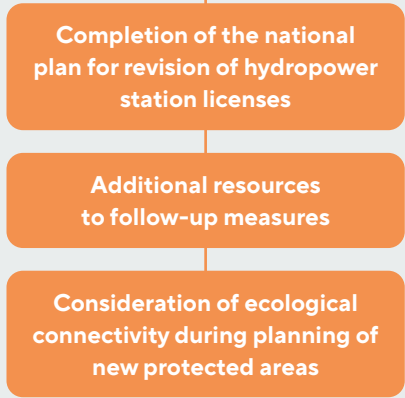 Completion of the national
plan for revision of hydropower
station licenses
Additional resources
to follow-up measures
Consideration of ecological
connectivity during planning of
new protected areas